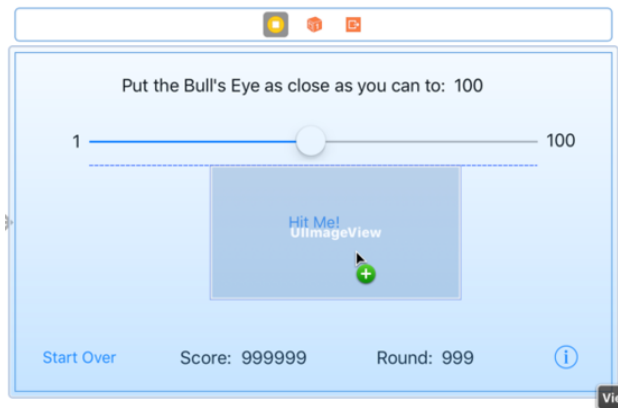 Put the Bull's Eye as close as you can to: 100
1 100
Hit Me!
UIImageView
Start Over Score: 999999 Round: 999
Vie